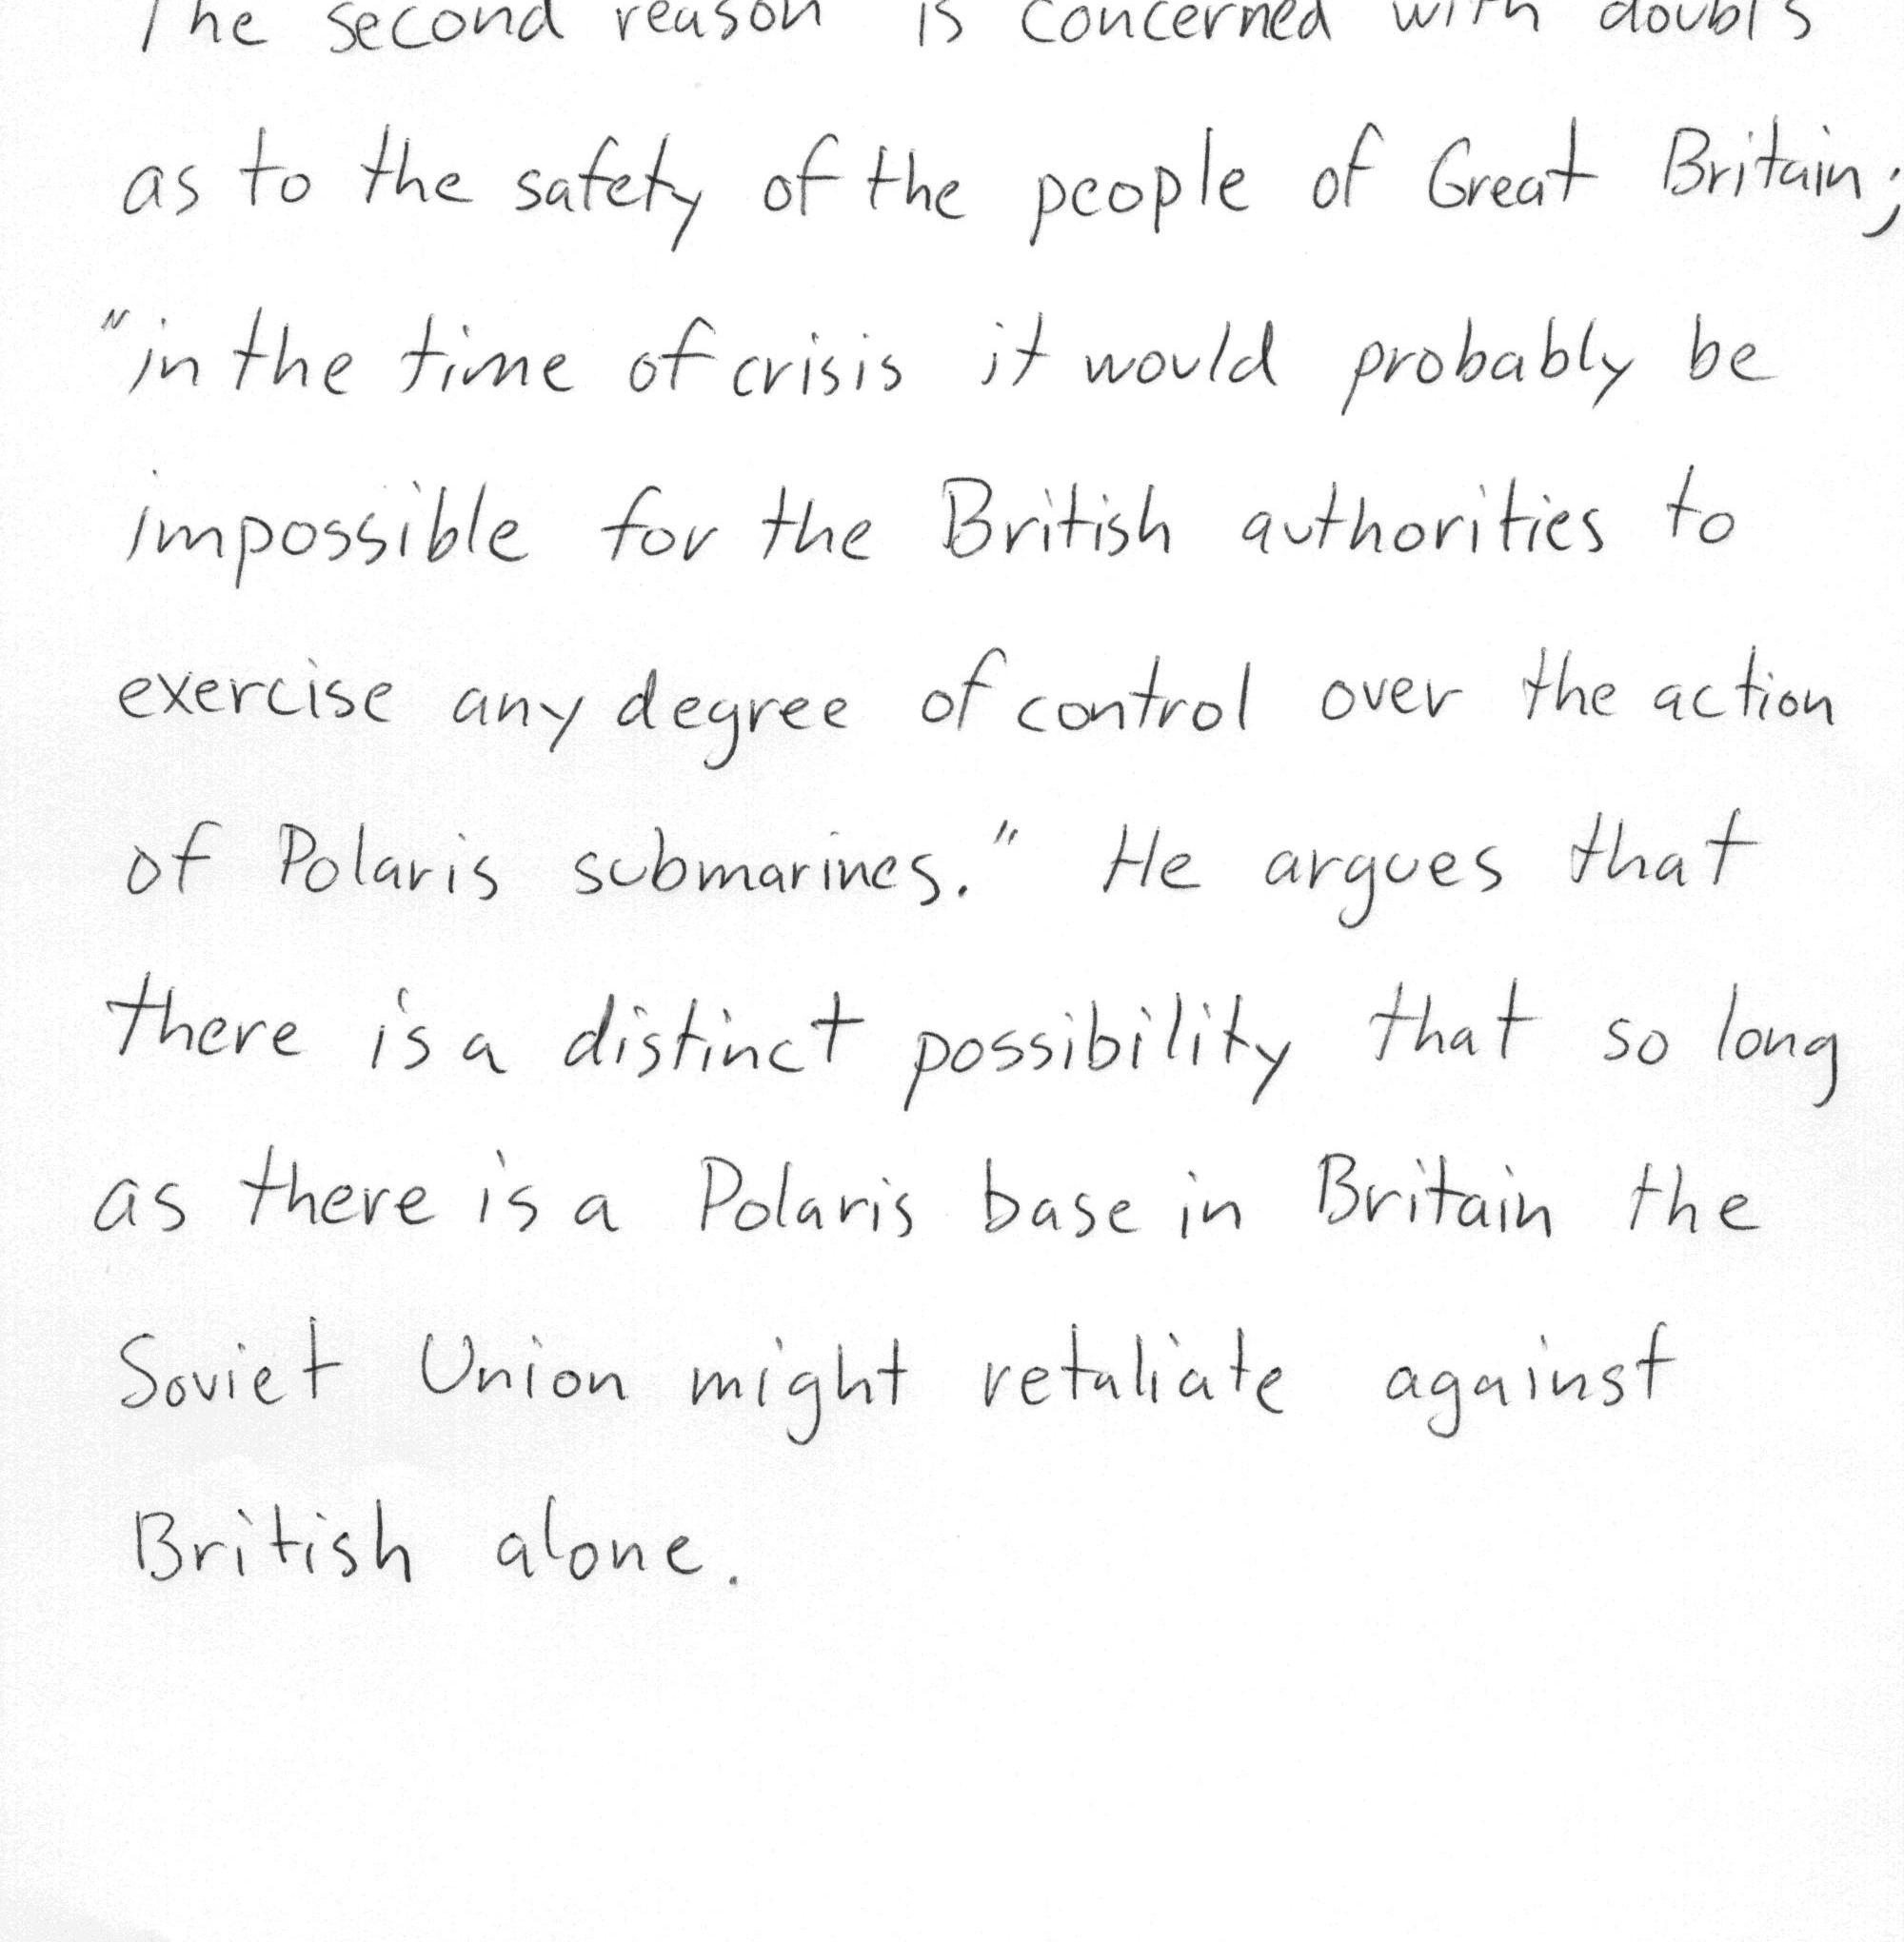 The second reason is concerned with doubts
as to the safety of the people of Great Britain;
"in the time of crisis it would probably be
impossible for the British authorities to
exercise any degree of control over the action
of Polaris submarines." He argues that
there is a distinct possibility that so long
as there is a Polaris base in Britain the
Soviet Union might retaliate against
British alone.